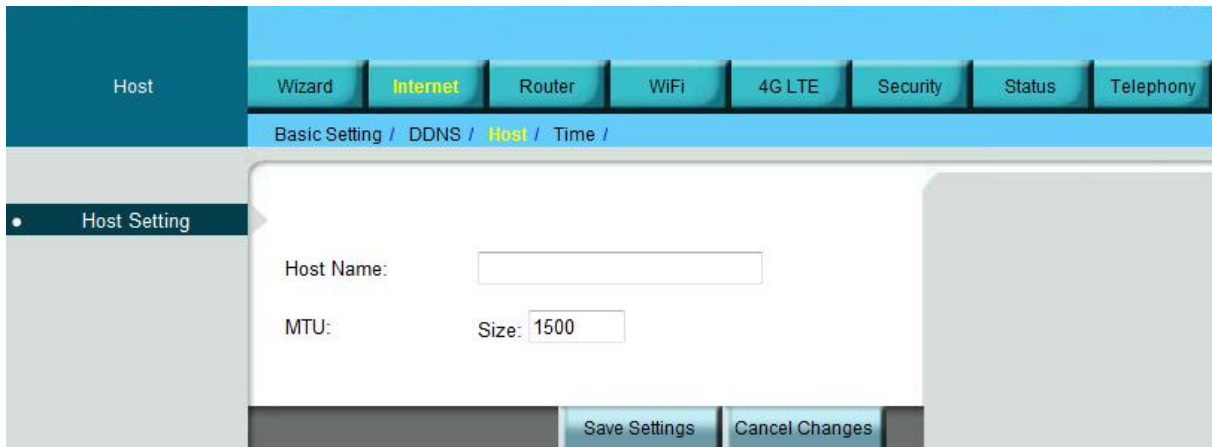 Host
Wizard Internet Router WiFi 4G LTE Security Status Telephony
Basic Setting / DDNS / Host / Time /
Host Setting
Host Name:
MTU: Size: 1500
Save Settings Cancel Changes